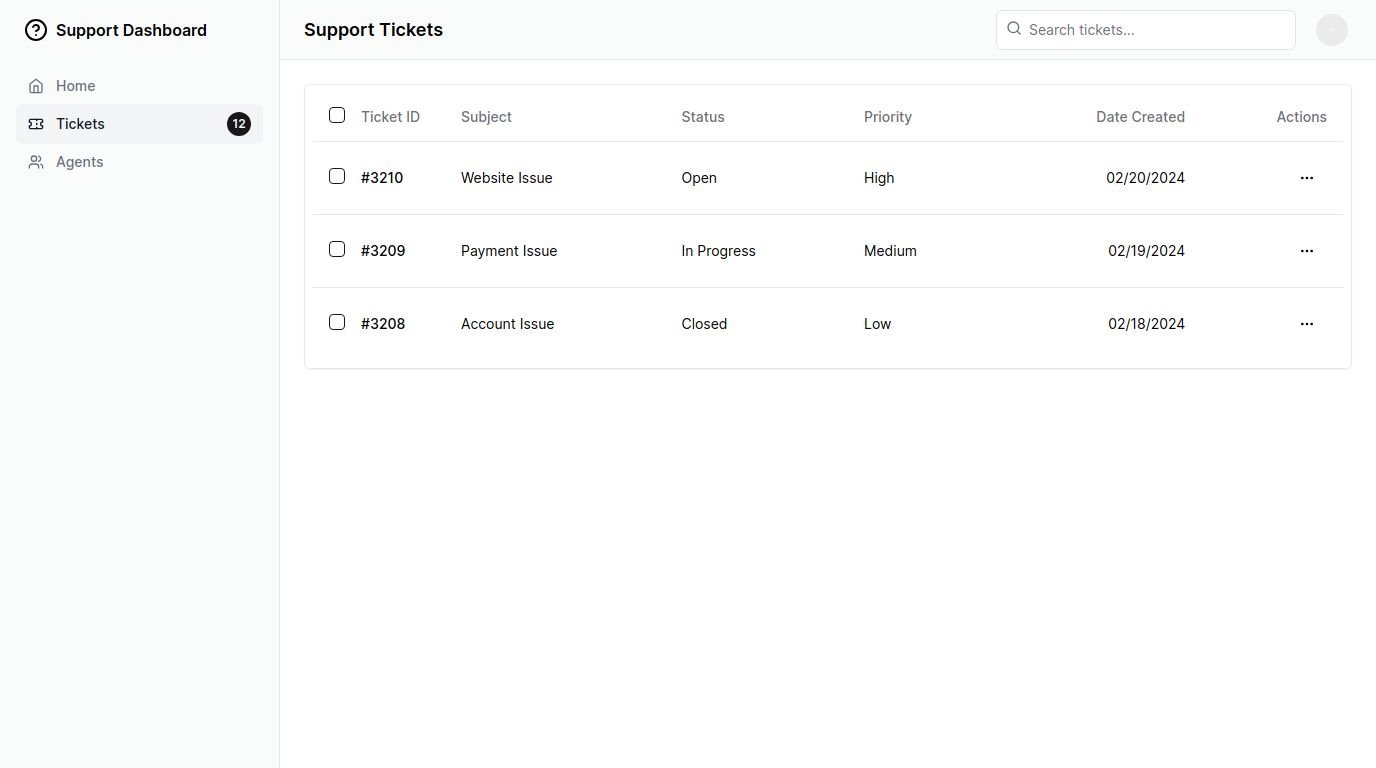 Support Dashboard
Home
Tickets 12
Agents
Support Tickets
Search tickets...
Ticket ID Subject Status Priority Date Created Actions
#3210 Website Issue Open High 02/20/2024
#3209 Payment Issue In Progress Medium 02/19/2024
#3208 Account Issue Closed Low 02/18/2024